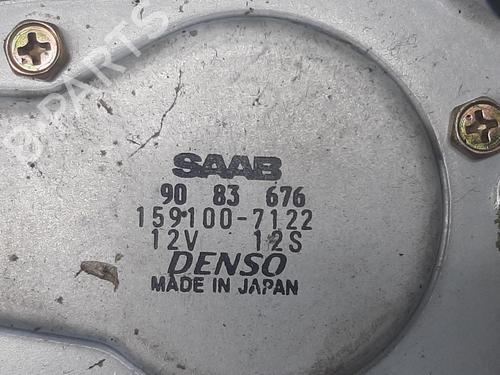 B-PARTS
SAAB
90 83 676
159100-7122
12V 12S
DENSO
MADE IN JAPAN